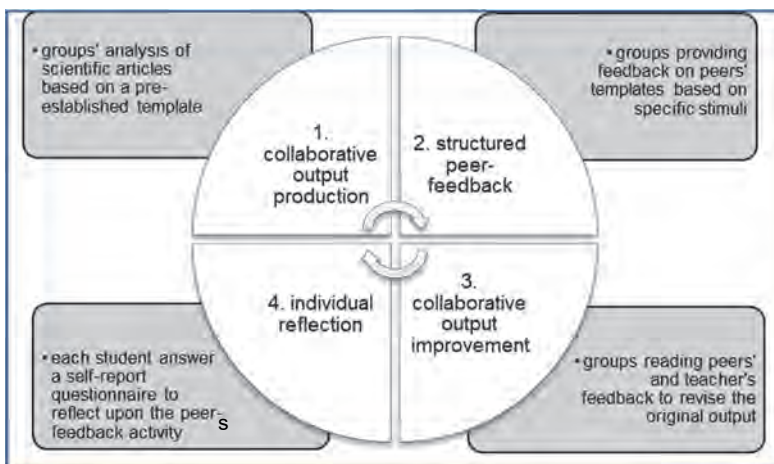 • groups' analysis of
scientific articles
based on a pre-
established template
• groups providing
feedback on peers'
templates based on
specific stimuli
1.
collaborative
output
production
2. structured
peer-
feedback
3.
collaborative
output
improvement
4. individual
reflection
• each student answer
a self-report
questionnaire to
reflect upon the peer-
feedback activity
s
• groups reading peers'
and teacher's
feedback to revise the
original output